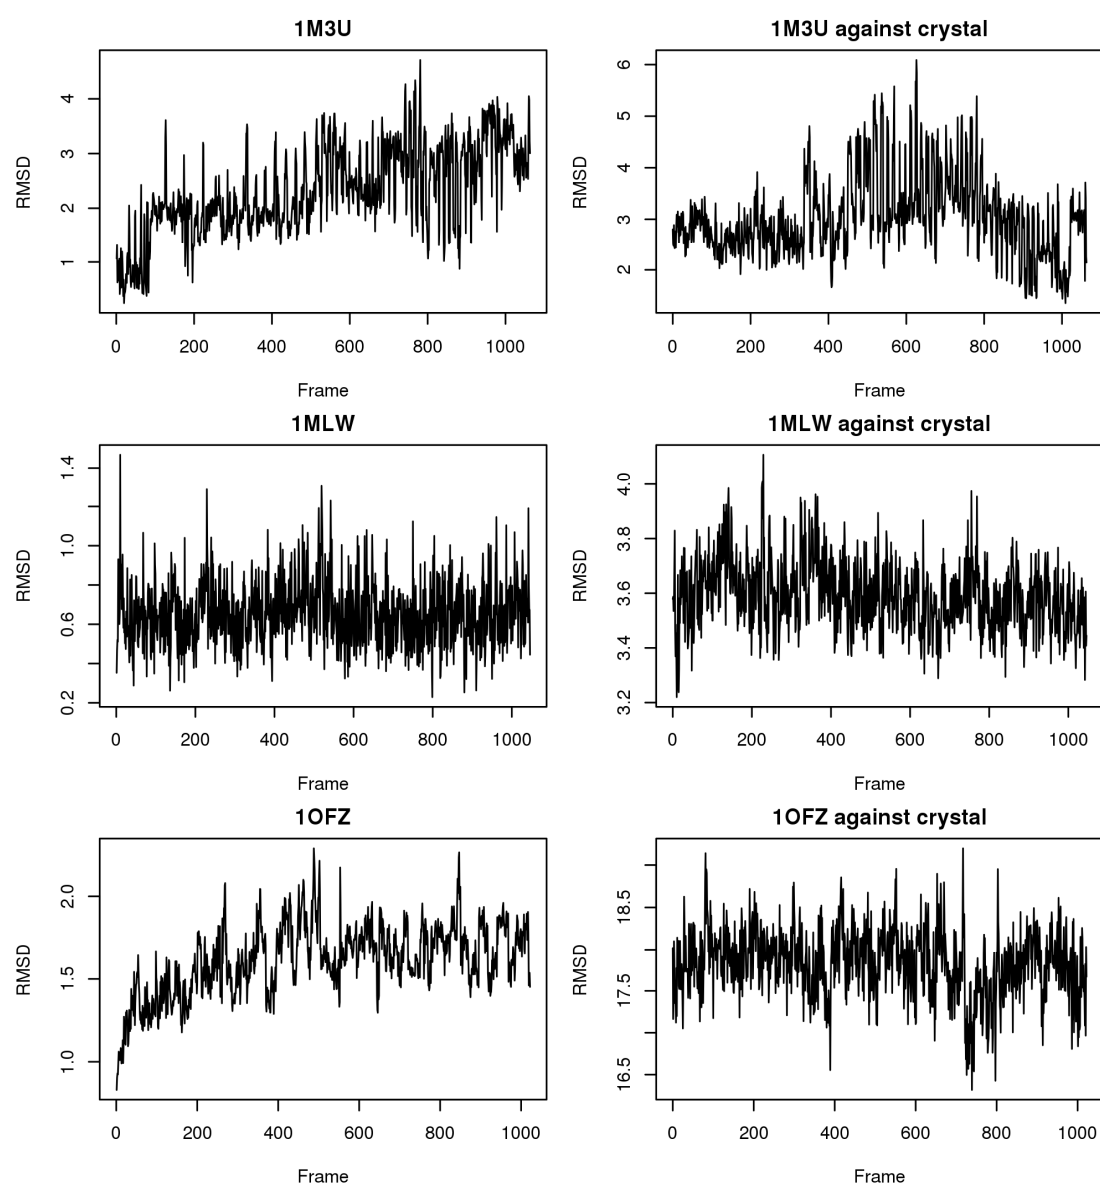 1M3U
1M3U against crystal
RMSD
1 2 3 4
0 200 400 600 800 1000
Frame
RMSD
2 3 4 5 6
0 200 400 600 800 1000
Frame
1MLW
1MLW against crystal
RMSD
0.2 0.6 1.0 1.4
0 200 400 600 800 1000
Frame
RMSD
3.2 3.4 3.6 3.8 4.0
0 200 400 600 800 1000
Frame
1OFZ
1OFZ against crystal
RMSD
1.0 1.5 2.0
0 200 400 600 800 1000
Frame
RMSD
16.5 17.5 18.5
0 200 400 600 800 1000
Frame